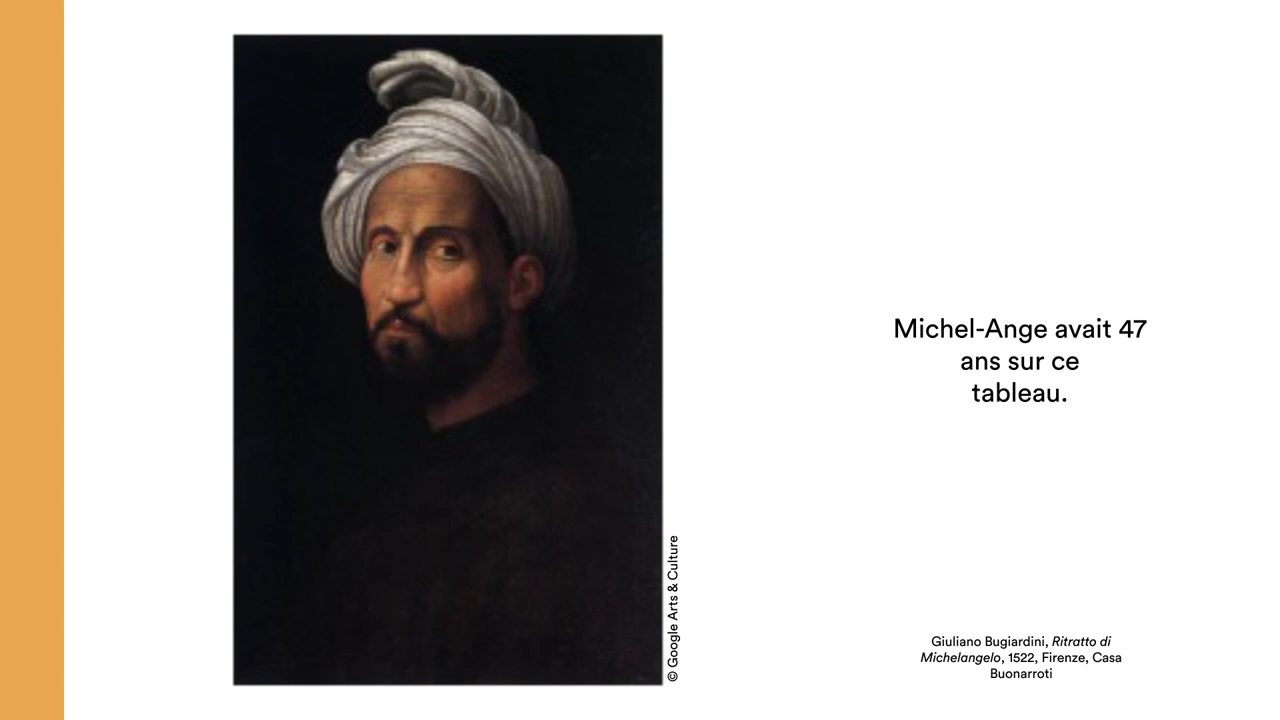 Michel-Ange avait 47
ans sur ce
tableau.
© Google Arts & Culture
Giuliano Bugiardini, Ritratto di
Michelangelo, 1522, Firenze, Casa
Buonarroti